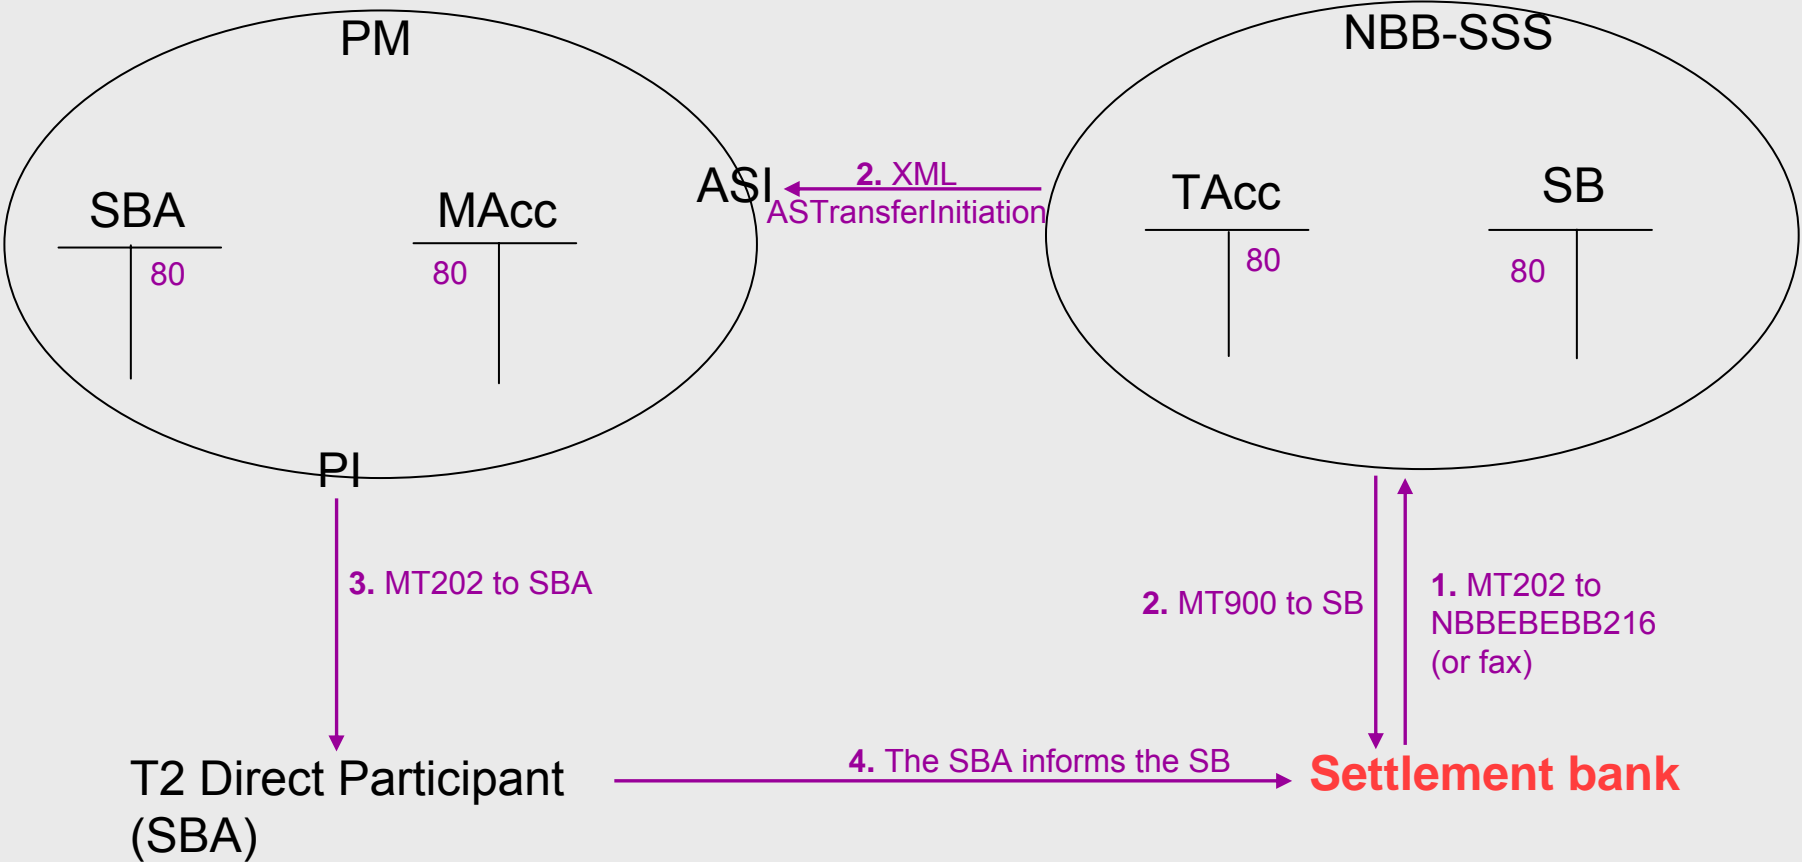 PM
NBB-SSS
SBA
MAcc
ASI
2. XML
ASTransferInitiation
TAcc
SB
80
80
80
80
PI
3. MT202 to SBA
2. MT900 to SB
1. MT202 to
NBBEBEBB216
(or fax)
T2 Direct Participant
(SBA)
4. The SBA informs the SB
Settlement bank